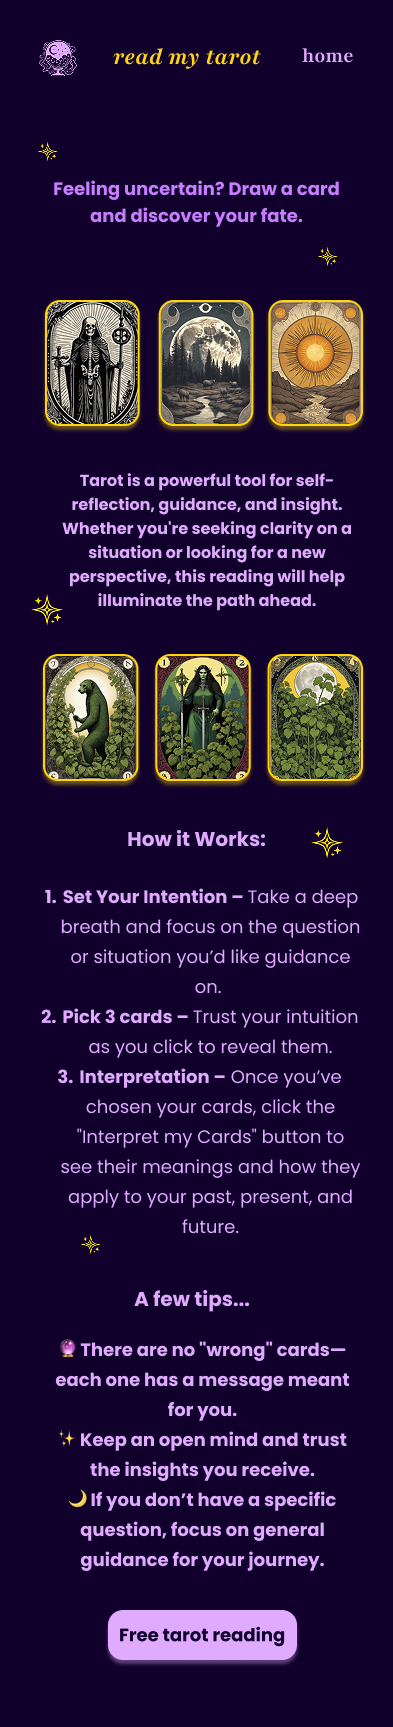 read my tarot
home
Feeling uncertain? Draw a card
and discover your fate.
Tarot is a powerful tool for self-
reflection, guidance, and insight.
Whether you're seeking clarity on a
situation or looking for a new
perspective, this reading will help
illuminate the path ahead.
How it Works:
1. Set Your Intention – Take a deep
breath and focus on the question
or situation you’d like guidance
on.
2. Pick 3 cards – Trust your intuition
as you click to reveal them.
3. Interpretation – Once you’ve
chosen your cards, click the
"Interpret my Cards" button to
see their meanings and how they
apply to your past, present, and
future.
A few tips...
🔮 There are no "wrong" cards—
each one has a message meant
for you.
✨ Keep an open mind and trust
the insights you receive.
🌙 If you don’t have a specific
question, focus on general
guidance for your journey.
Free tarot reading